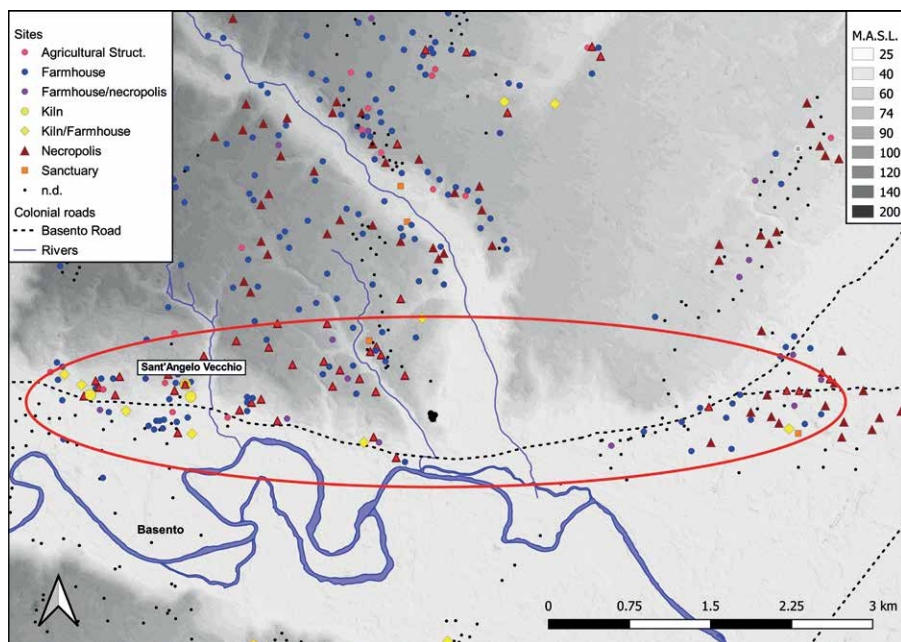 Sites
Agricultural Struct.
Farmhouse
Farmhouse/necropolis
Kiln
Kiln/Farmhouse
Necropolis
Sanctuary
n.d.
Colonial roads
Basento Road
Rivers
M.A.S.L.
25
40
60
74
90
100
120
140
200
Sant'Angelo Vecchio
Basento
0 0.75 1.5 2.25 3 km